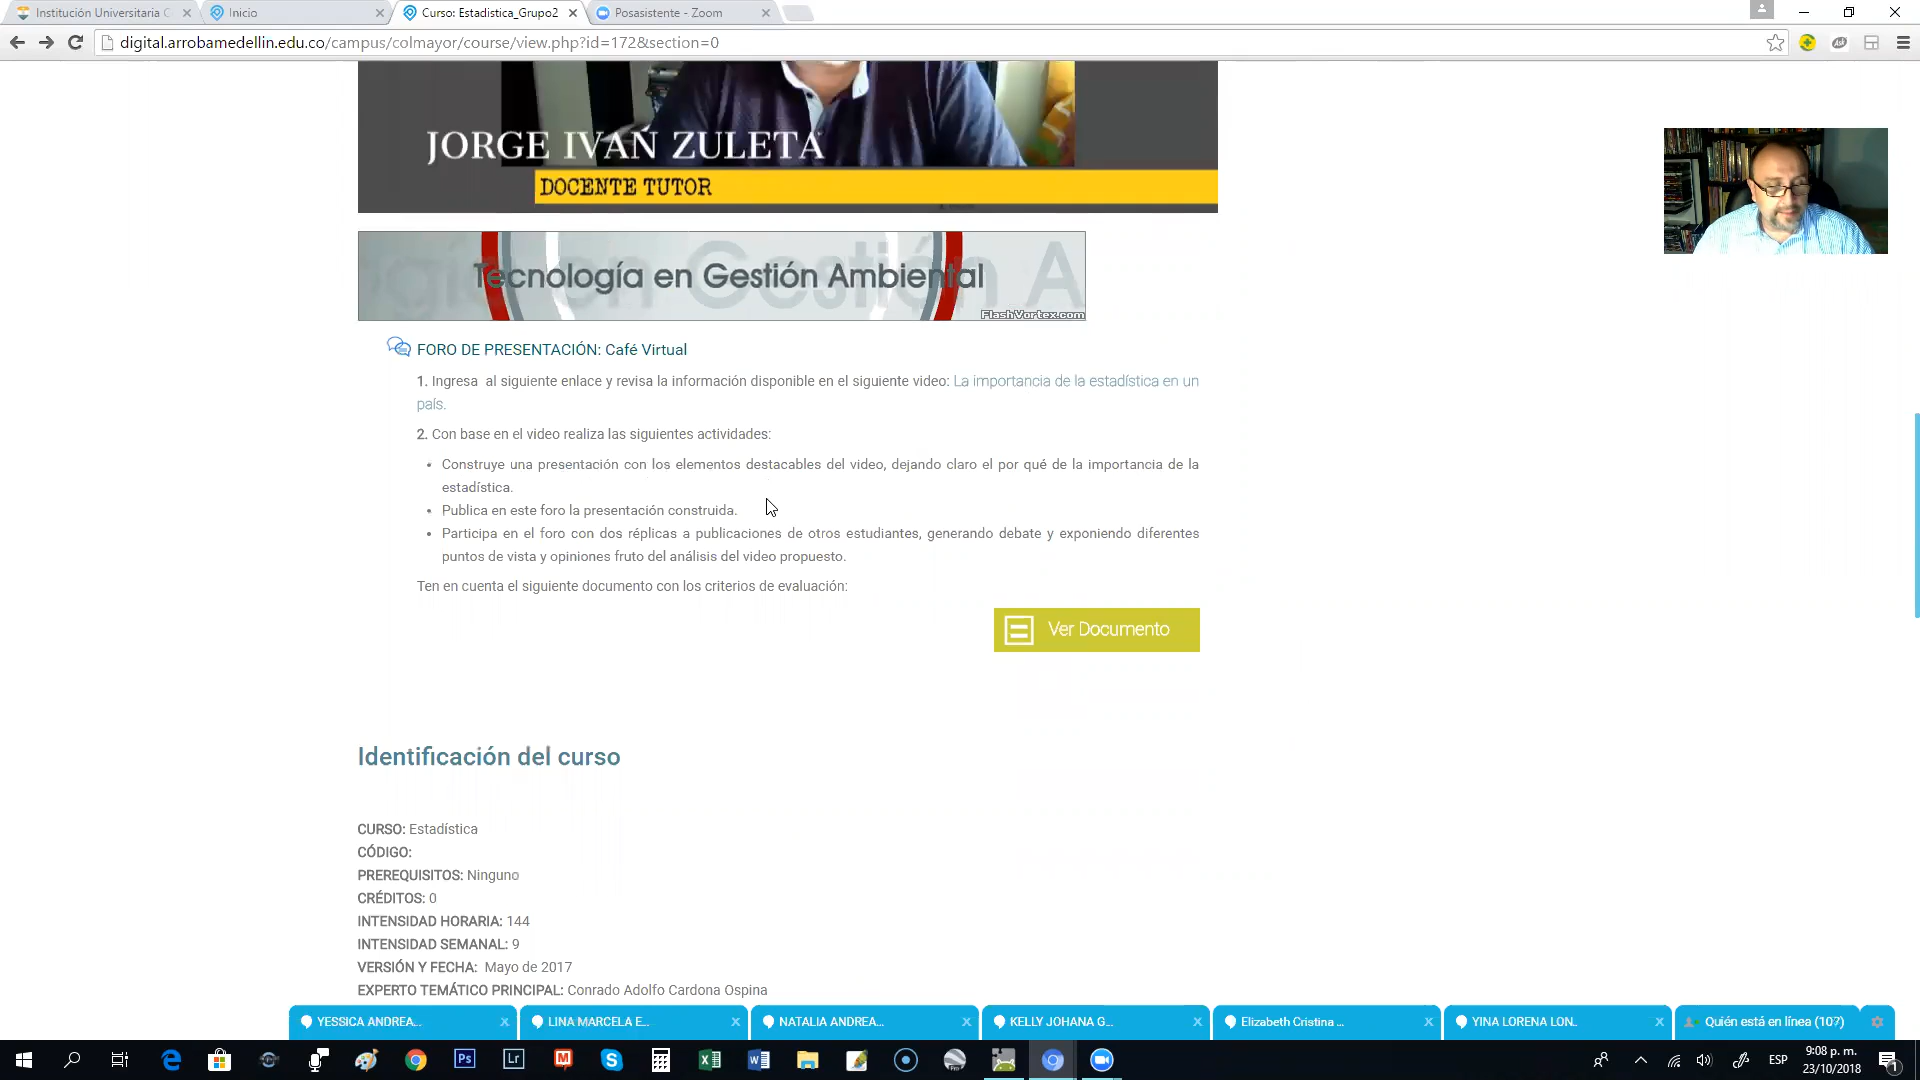 Institución Universitaria C
Inicio
Curso: Estadistica_Grupo2
Posasistente - Zoom
digital.arrobamedellin.edu.co/campus/colmayor/course/view.php?id=172&section=0
JORGE IVAN ZULETA
DOCENTE TUTOR
Tecnología en Gestión Ambiental
FlashVortex.com
FORO DE PRESENTACIÓN: Café Virtual
1. Ingresa al siguiente enlace y revisa la información disponible en el siguiente video: La importancia de la estadística en un
país.
2. Con base en el video realiza las siguientes actividades:
• Construye una presentación con los elementos destacables del video, dejando claro el por qué de la importancia de la
estadística.
• Publica en este foro la presentación construida.
• Participa en el foro con dos réplicas a publicaciones de otros estudiantes, generando debate y exponiendo diferentes
puntos de vista y opiniones fruto del análisis del video propuesto.
Ten en cuenta el siguiente documento con los criterios de evaluación:
Ver Documento
Identificación del curso
CURSO: Estadística
CÓDIGO:
PREREQUISITOS: Ninguno
CRÉDITOS: 0
INTENSIDAD HORARIA: 144
INTENSIDAD SEMANAL: 9
VERSIÓN Y FECHA: Mayo de 2017
EXPERTO TEMÁTICO PRINCIPAL: Conrado Adolfo Cardona Ospina
YESSICA ANDREA... x
LINA MARCELA E... x
NATALIA ANDREA... x
KELLY JOHANA G... x
Elizabeth Cristina ... x
YINA LORENA LON.. x
Quién está en línea (107)
Ps
Lr
ESP
9:08 p. m.
23/10/2018
1